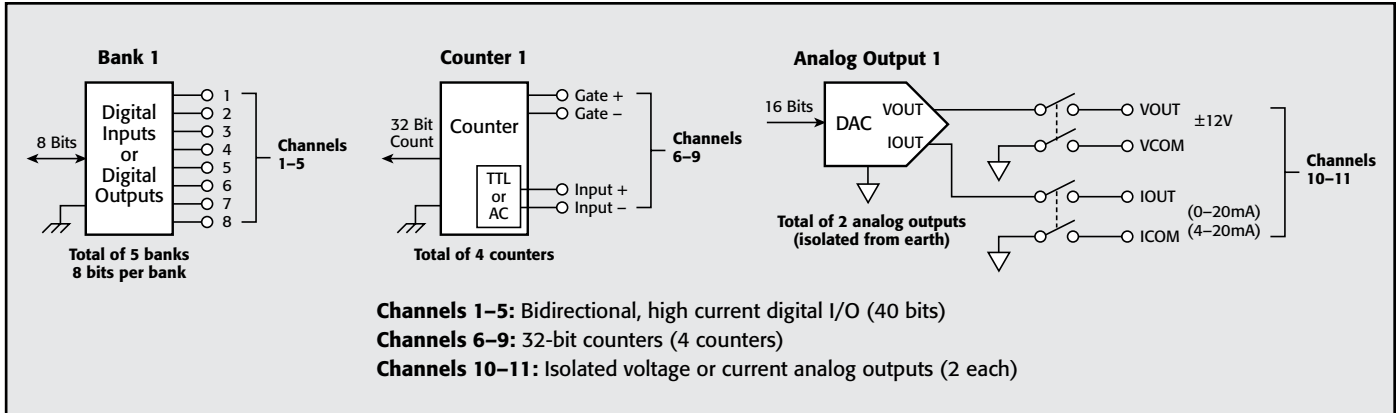 Bank 1
8 Bits
Digital
Inputs
or
Digital
Outputs
1
2
3
4
5
6
7
8
Channels
1–5
Total of 5 banks
8 bits per bank
Counter 1
32 Bit
Count
Counter
TTL
or
AC
Gate +
Gate –
Input +
Input –
Channels
6–9
Total of 4 counters
Analog Output 1
16 Bits
DAC
VOUT
IOUT
Total of 2 analog outputs
(isolated from earth)
VOUT
±12V
VCOM
IOUT
(0–20mA)
(4–20mA)
ICOM
Channels
10–11
Channels 1–5: Bidirectional, high current digital I/O (40 bits)
Channels 6–9: 32-bit counters (4 counters)
Channels 10–11: Isolated voltage or current analog outputs (2 each)